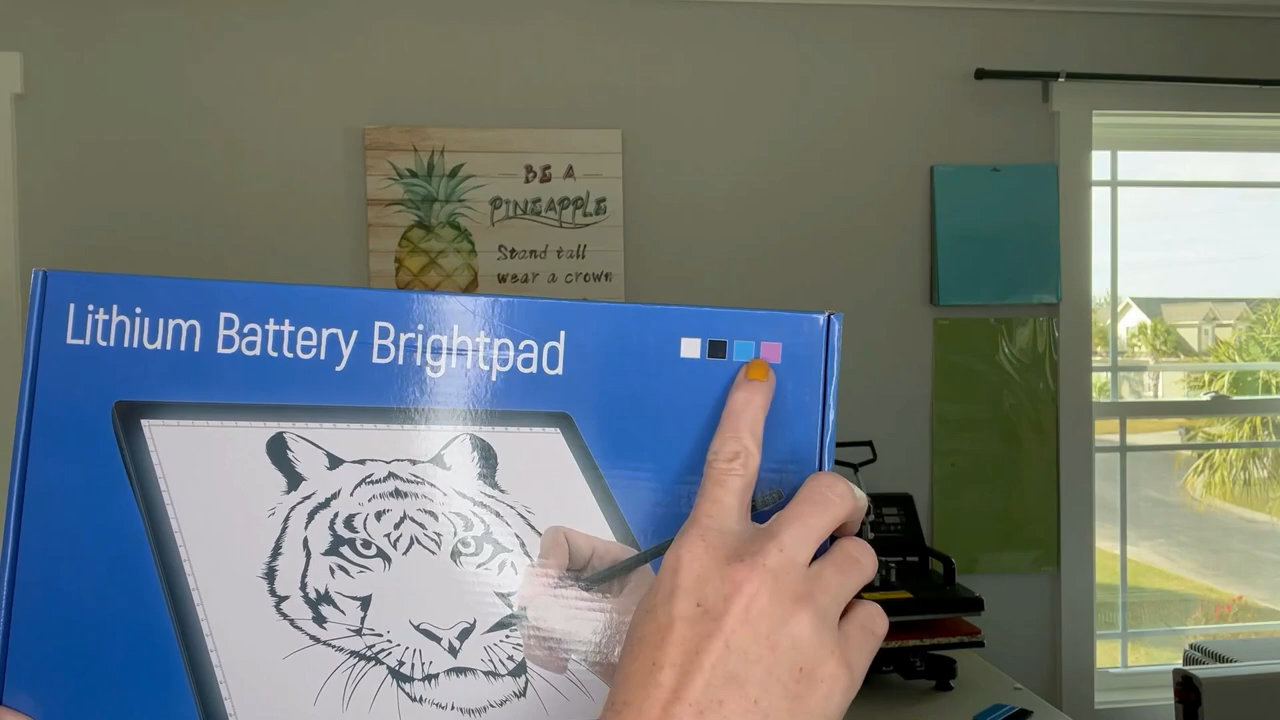 BE A
PINEAPPLE
Stand tall
wear a crown
Lithium Battery Brightpad